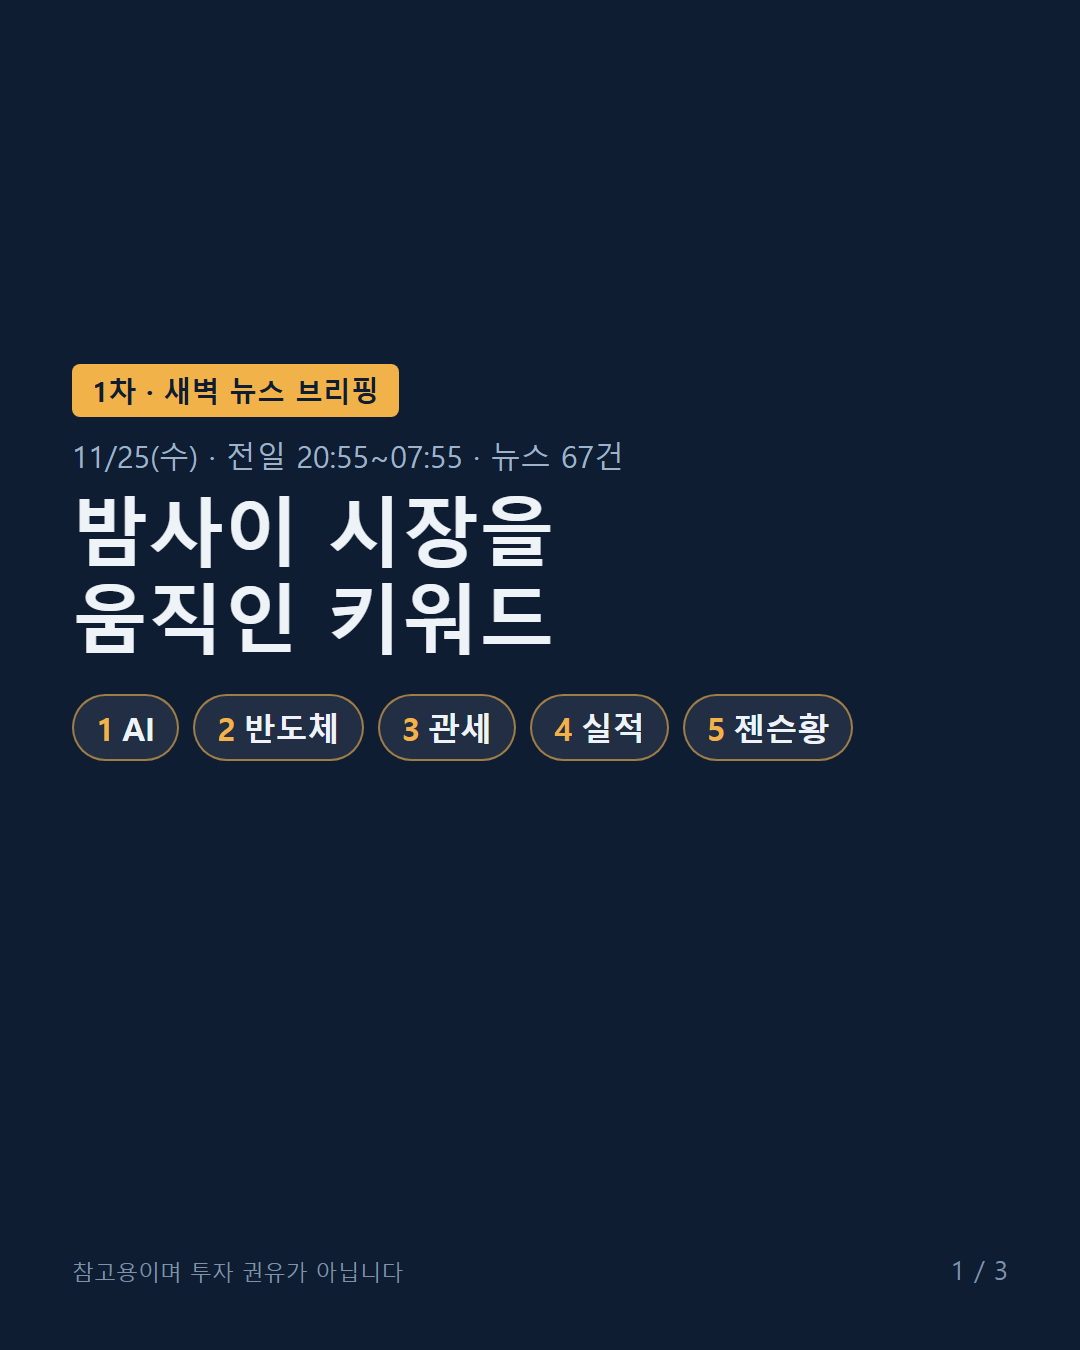 1차 · 새벽 뉴스 브리핑
11/25(수) · 전일 20:55~07:55 · 뉴스 67건
밤사이 시장을
움직인 키워드
1 AI 2 반도체 3 관세 4 실적 5 젠슨황
참고용이며 투자 권유가 아닙니다 1 / 3